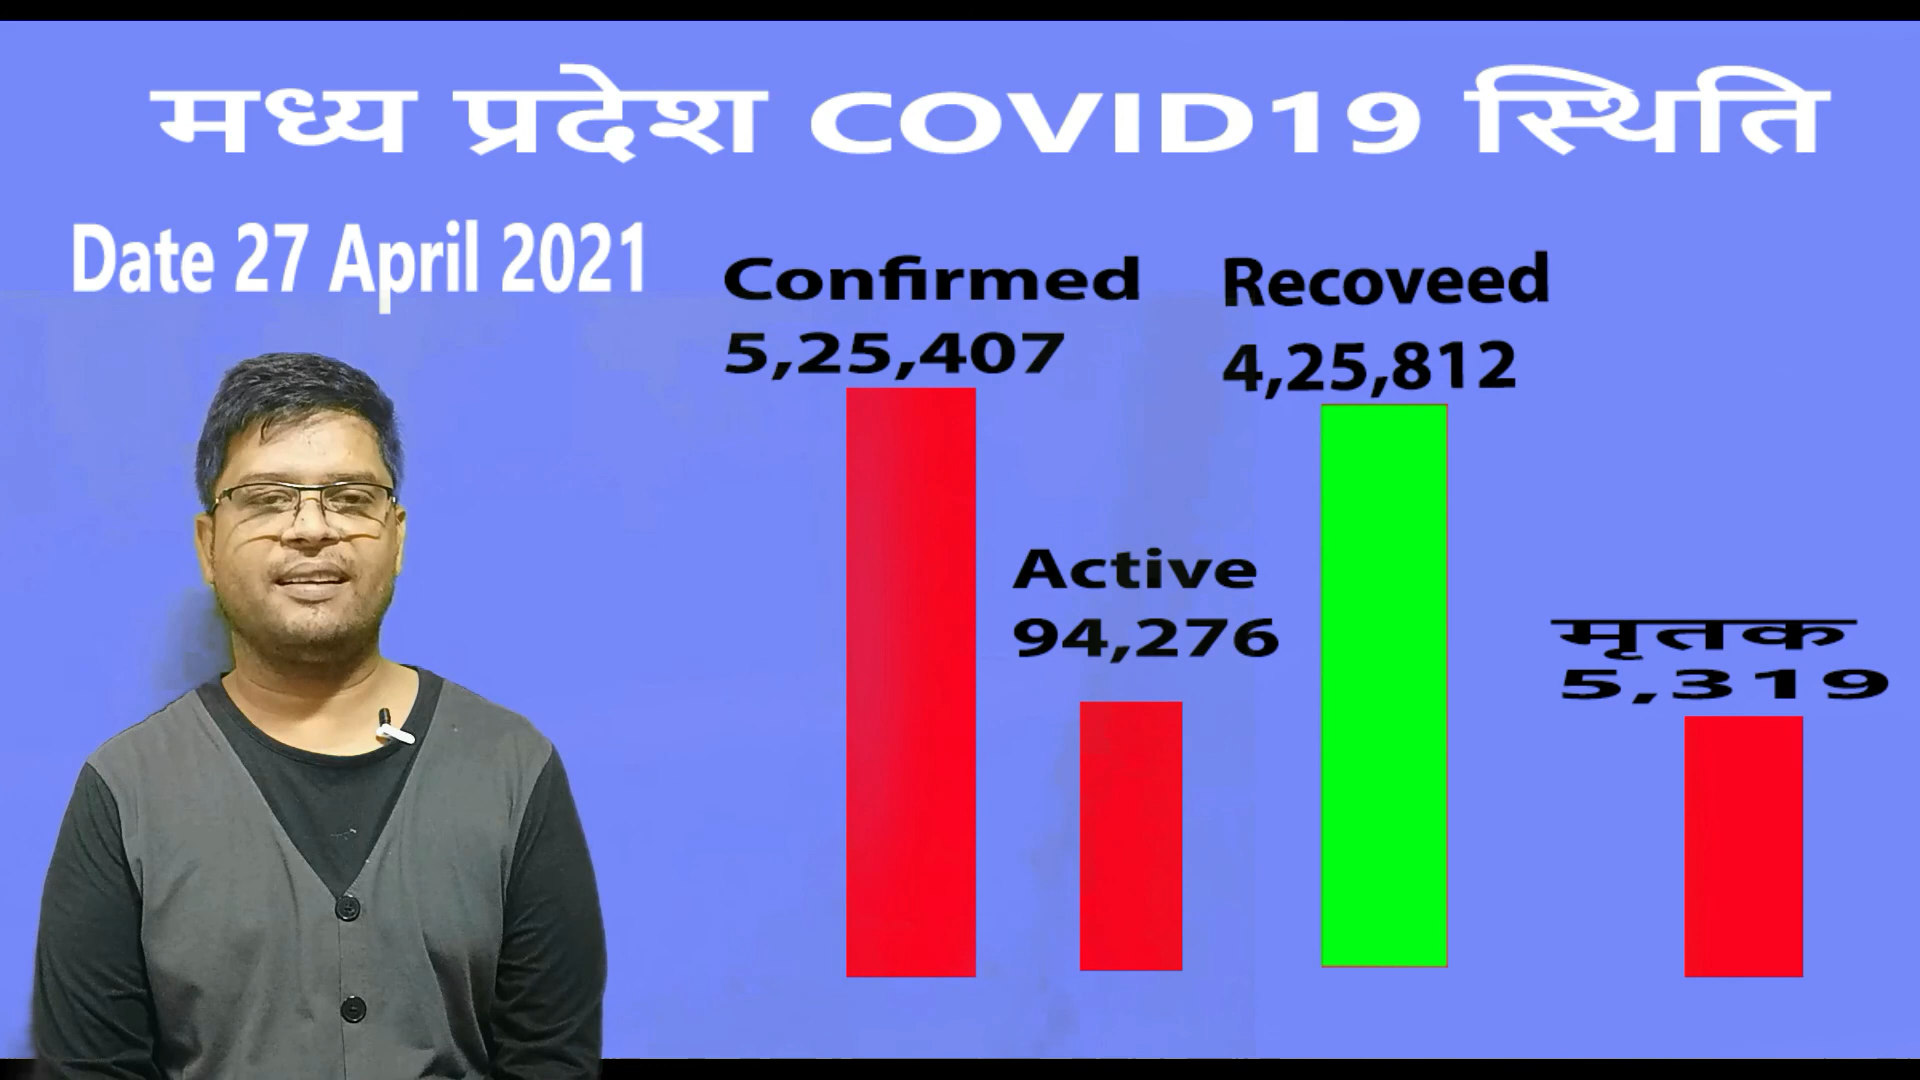 मध्य प्रदेश COVID19 स्थिति
Date 27 April 2021
Confirmed
5,25,407
Recoveed
4,25,812
Active
94,276
मृतक
5,319